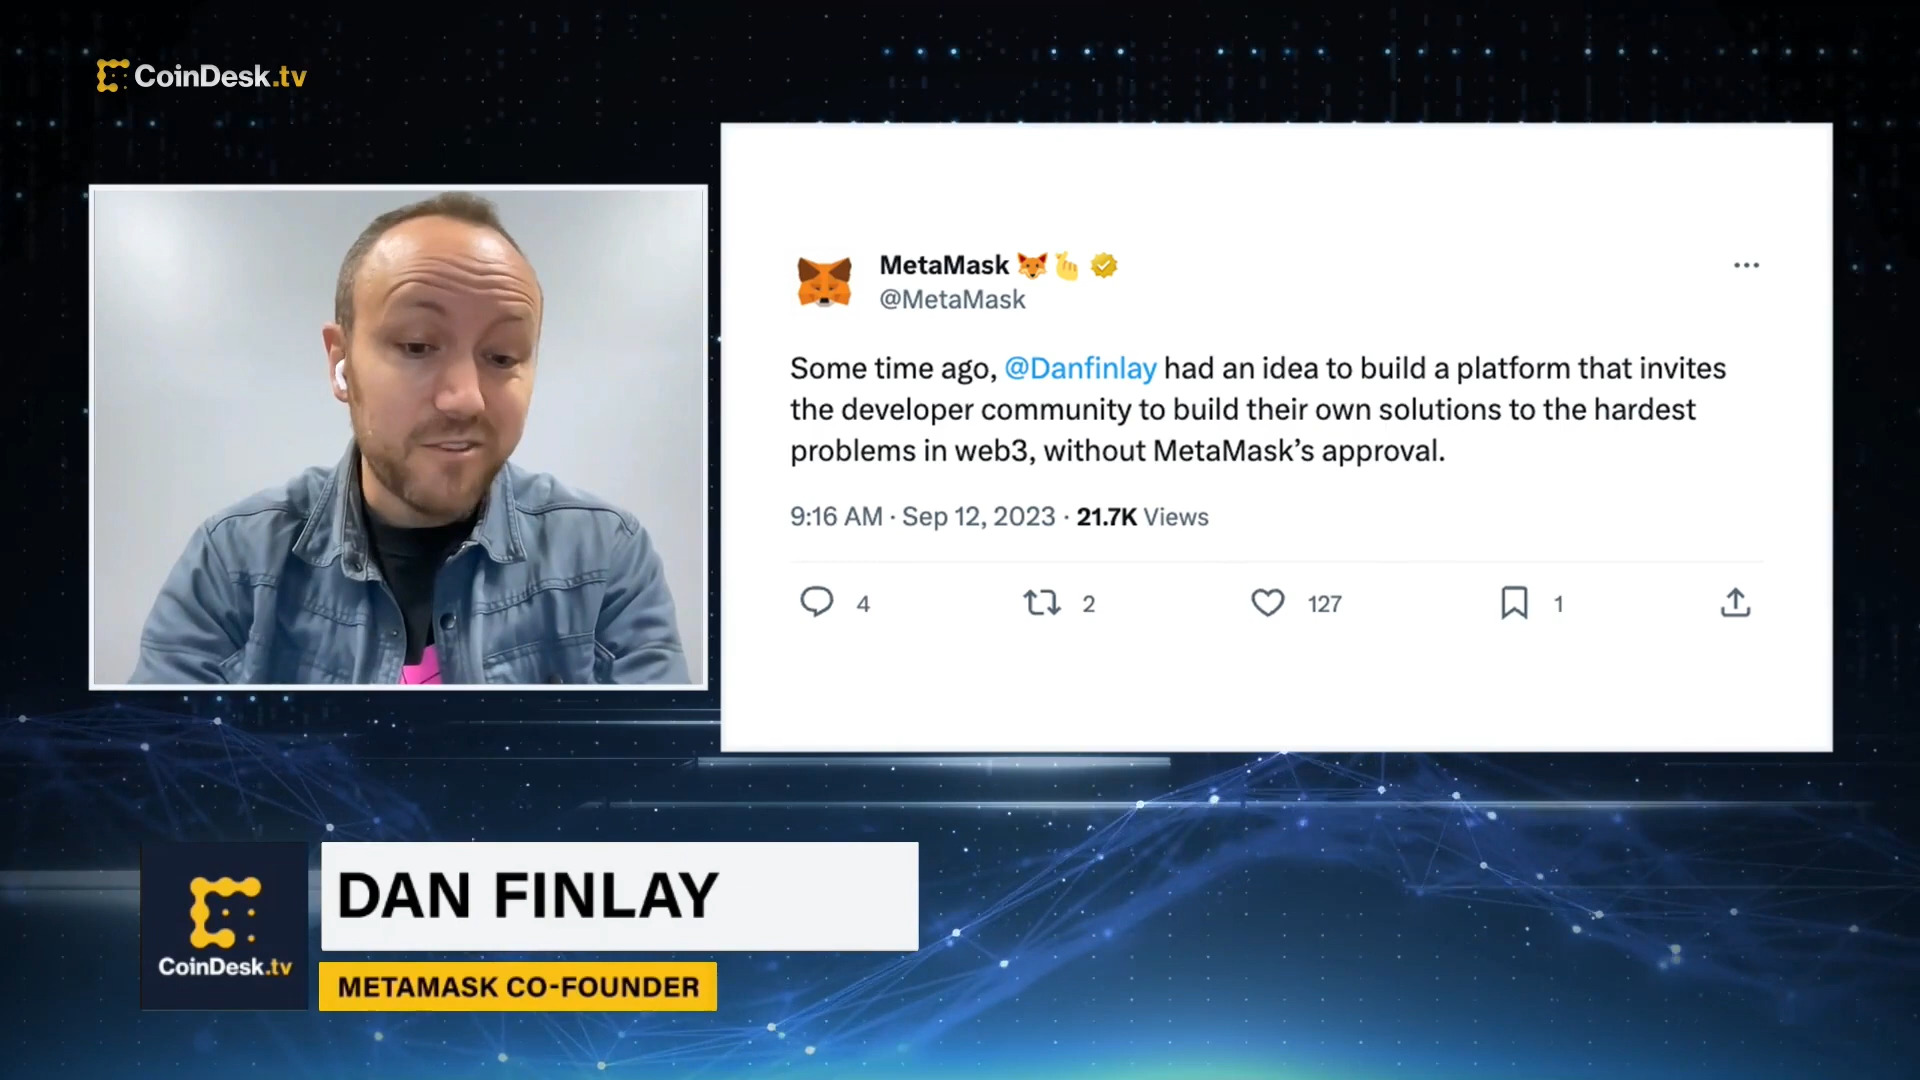 CoinDesk.tv
MetaMask 🦊🫰
@MetaMask
Some time ago, @Danfinlay had an idea to build a platform that invites
the developer community to build their own solutions to the hardest
problems in web3, without MetaMask’s approval.
9:16 AM · Sep 12, 2023 · 21.7K Views
4 2 127 1
DAN FINLAY
CoinDesk.tv
METAMASK CO-FOUNDER